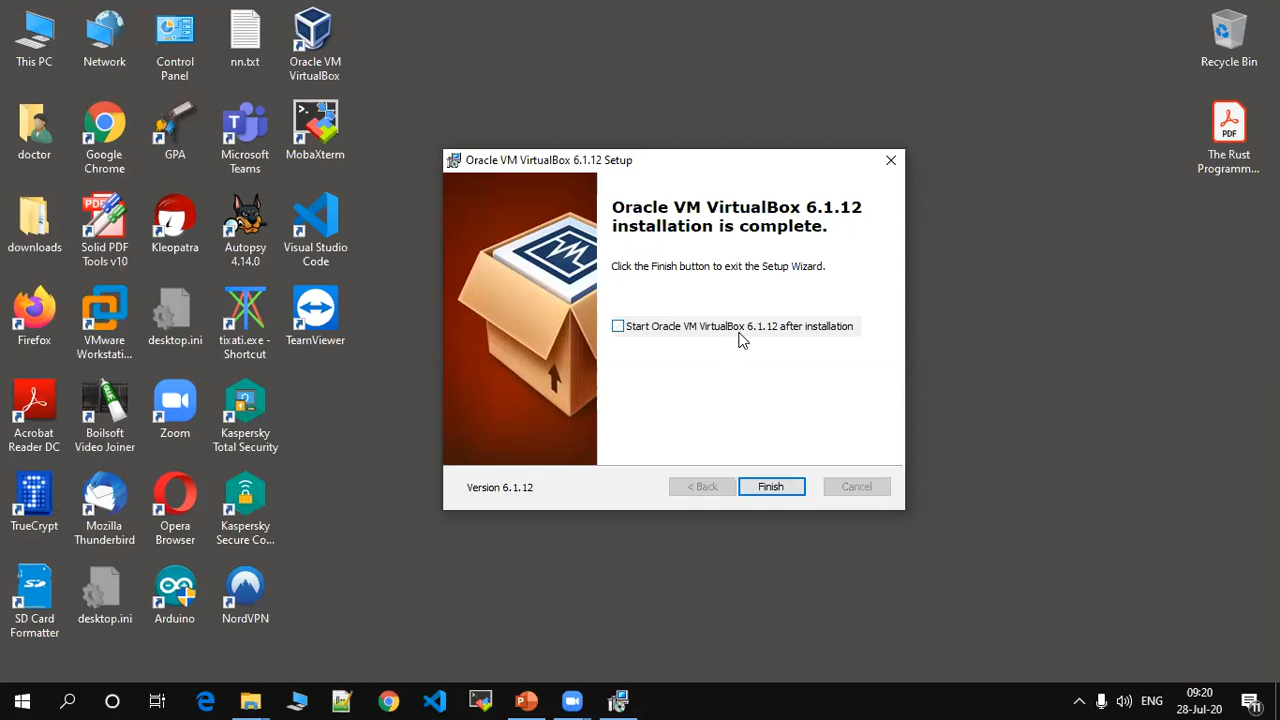 This PC
Network
Control
Panel
nn.txt
Oracle VM
VirtualBox
Recycle Bin
doctor
Google
Chrome
GPA
Microsoft
Teams
MobaXterm
PDF
The Rust
Programm...
downloads
Solid PDF
Tools v10
Kleopatra
Autopsy
4.14.0
Visual Studio
Code
Firefox
VMware
Workstati...
desktop.ini
tixati.exe -
Shortcut
TeamViewer
Acrobat
Reader DC
Boilsoft
Video Joiner
Zoom
Kaspersky
Total Security
TrueCrypt
Mozilla
Thunderbird
Opera
Browser
Kaspersky
Secure Co...
SD Card
Formatter
desktop.ini
Arduino
NordVPN
Oracle VM VirtualBox 6.1.12 Setup
Oracle VM VirtualBox 6.1.12
installation is complete.
Click the Finish button to exit the Setup Wizard.
Start Oracle VM VirtualBox 6.1.12 after installation
Version 6.1.12
< Back
Finish
Cancel
ENG
09:20
28-Jul-20
11